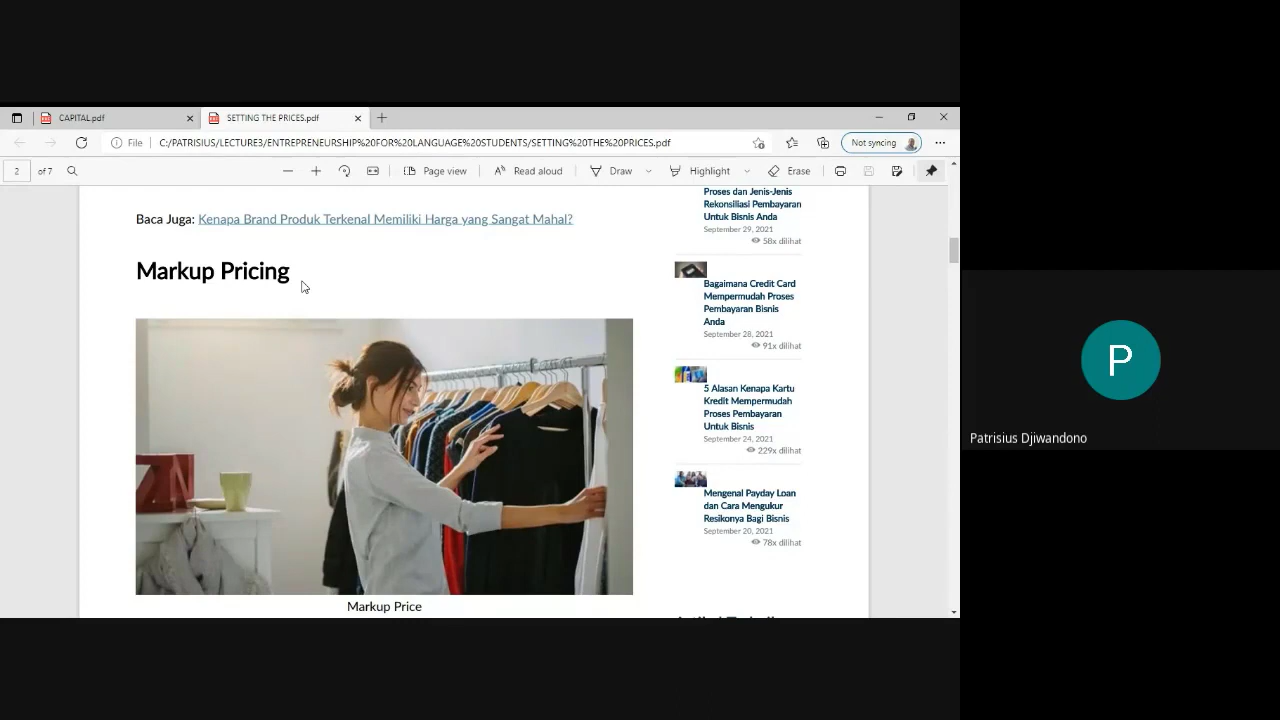 CAPITAL.pdf
SETTING THE PRICES.pdf
File
C:/PATRISIUS/LECTURE3/ENTREPRENEURSHIP%20FOR%20LANGUAGE%20STUDENTS/SETTING%20THE%20PRICES.pdf
Not syncing
2 of 7
Page view
Read aloud
Draw
Highlight
Erase
Baca Juga: Kenapa Brand Produk Terkenal Memiliki Harga yang Sangat Mahal?
Markup Pricing
Markup Price
Proses dan Jenis-Jenis
Rekonsiliasi Pembayaran
Untuk Bisnis Anda
September 29, 2021
58x dilihat
Bagaimana Credit Card
Mempermudah Proses
Pembayaran Bisnis
Anda
September 28, 2021
91x dilihat
5 Alasan Kenapa Kartu
Kredit Mempermudah
Proses Pembayaran
Untuk Bisnis
September 24, 2021
229x dilihat
Mengenal Payday Loan
dan Cara Mengukur
Resikonya Bagi Bisnis
September 20, 2021
78x dilihat
P
Patrisius Djiwandono